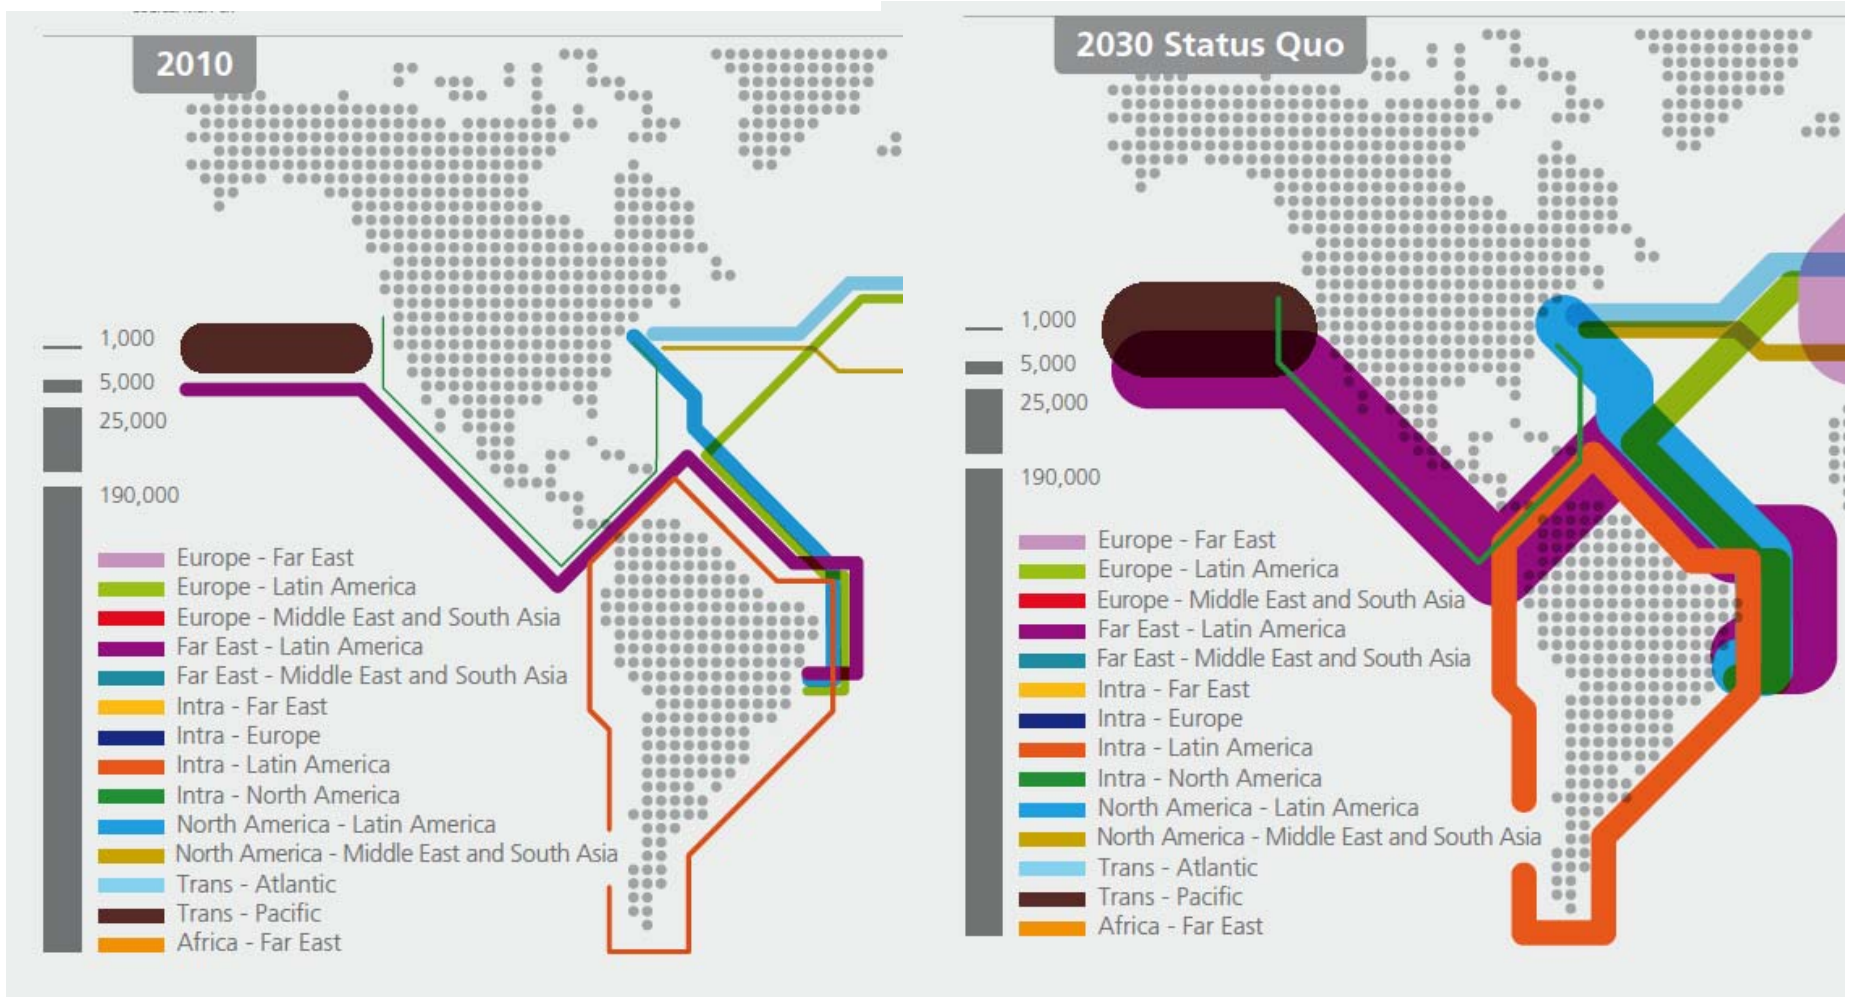 2010
1,000
5,000
25,000
190,000
Europe - Far East
Europe - Latin America
Europe - Middle East and South Asia
Far East - Latin America
Far East - Middle East and South Asia
Intra - Far East
Intra - Europe
Intra - Latin America
Intra - North America
North America - Latin America
North America - Middle East and South Asia
Trans - Atlantic
Trans - Pacific
Africa - Far East
2030 Status Quo
1,000
5,000
25,000
190,000
Europe - Far East
Europe - Latin America
Europe - Middle East and South Asia
Far East - Latin America
Far East - Middle East and South Asia
Intra - Far East
Intra - Europe
Intra - Latin America
Intra - North America
North America - Latin America
North America - Middle East and South Asia
Trans - Atlantic
Trans - Pacific
Africa - Far East